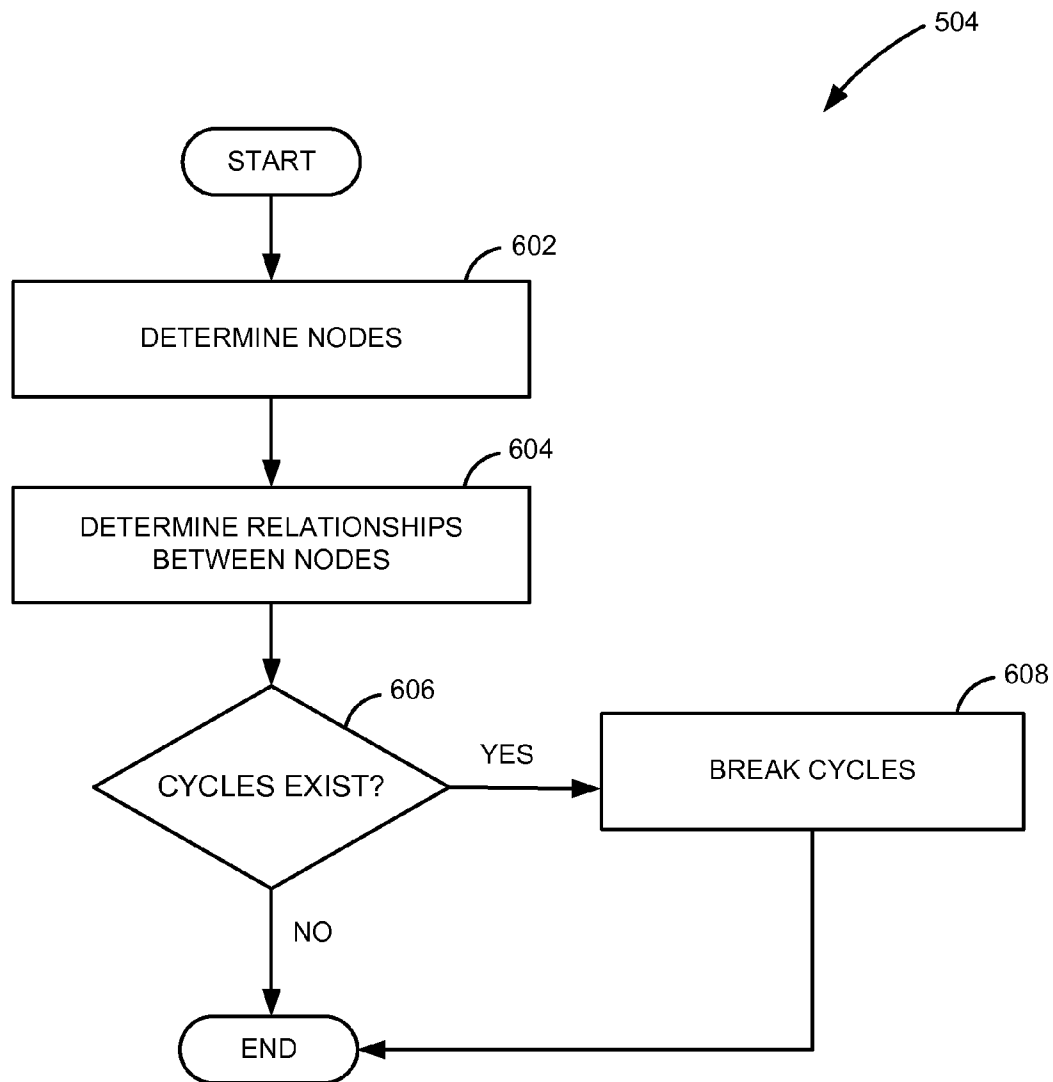 504
START
602
DETERMINE NODES
604
DETERMINE RELATIONSHIPS
BETWEEN NODES
606
CYCLES EXIST?
YES
608
BREAK CYCLES
NO
END